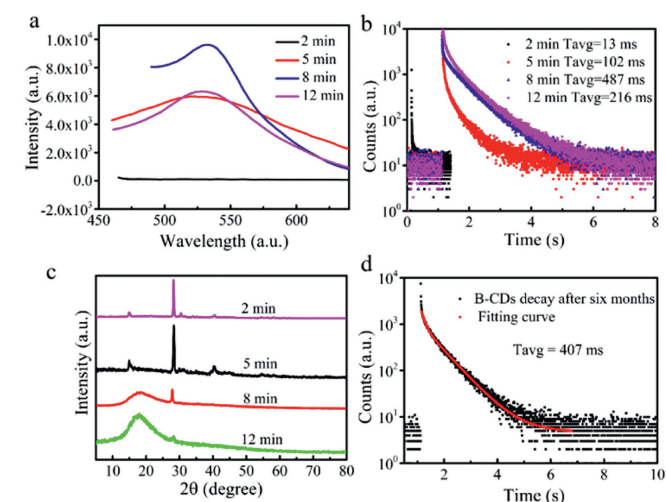 a
1.0x10⁴
8.0x10³
6.0x10³
4.0x10³
2.0x10³
0.0
-2.0x10³
Intensity (a.u.)
2 min
5 min
8 min
12 min
450 500 550 600
Wavelength (a.u.)
b
10⁴
10³
10²
10¹
10⁰
Counts (a.u.)
2 min Tavg=13 ms
5 min Tavg=102 ms
8 min Tavg=487 ms
12 min Tavg=216 ms
0 2 4 6 8
Time (s)
c
Intensity (a.u.)
2 min
5 min
8 min
12 min
10 20 30 40 50 60 70 80
2θ (degree)
d
10⁴
10³
10²
10¹
10⁰
Counts (a.u.)
B-CDs decay after six months
Fitting curve
Tavg = 407 ms
0 2 4 6 8 10
Time (s)